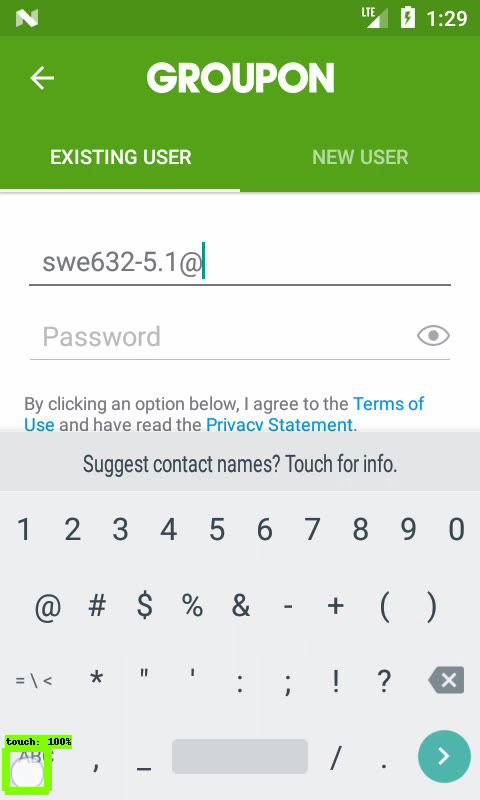 LTE 1:29
GROUPON
EXISTING USER NEW USER
swe632-5.1@
Password
By clicking an option below, I agree to the Terms of
Use and have read the Privacy Statement.
Suggest contact names? Touch for info.
1 2 3 4 5 6 7 8 9 0
@ # $ % & - + ( )
= \ < * " ' : ; ! ?
touch: 100%
ABC , _ / .